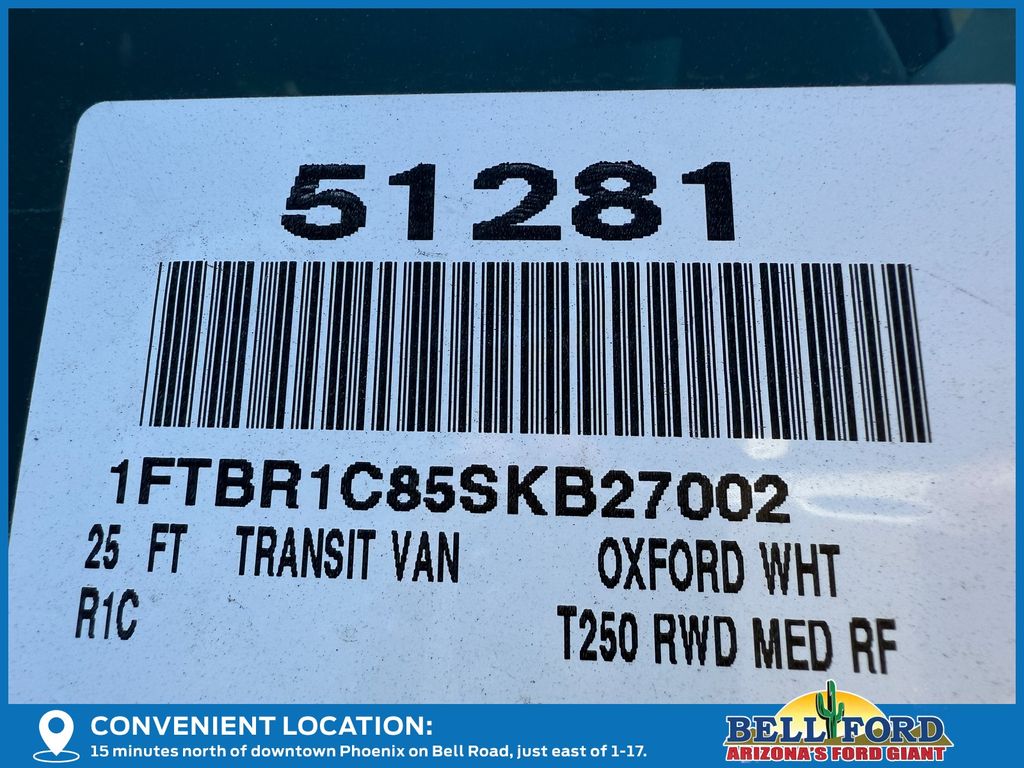 51281
1FTBR1C85SKB27002
25 FT TRANSIT VAN OXFORD WHT
R1C T250 RWD MED RF
CONVENIENT LOCATION:
15 minutes north of downtown Phoenix on Bell Road, just east of 1-17.
BELL FORD
ARIZONA'S FORD GIANT